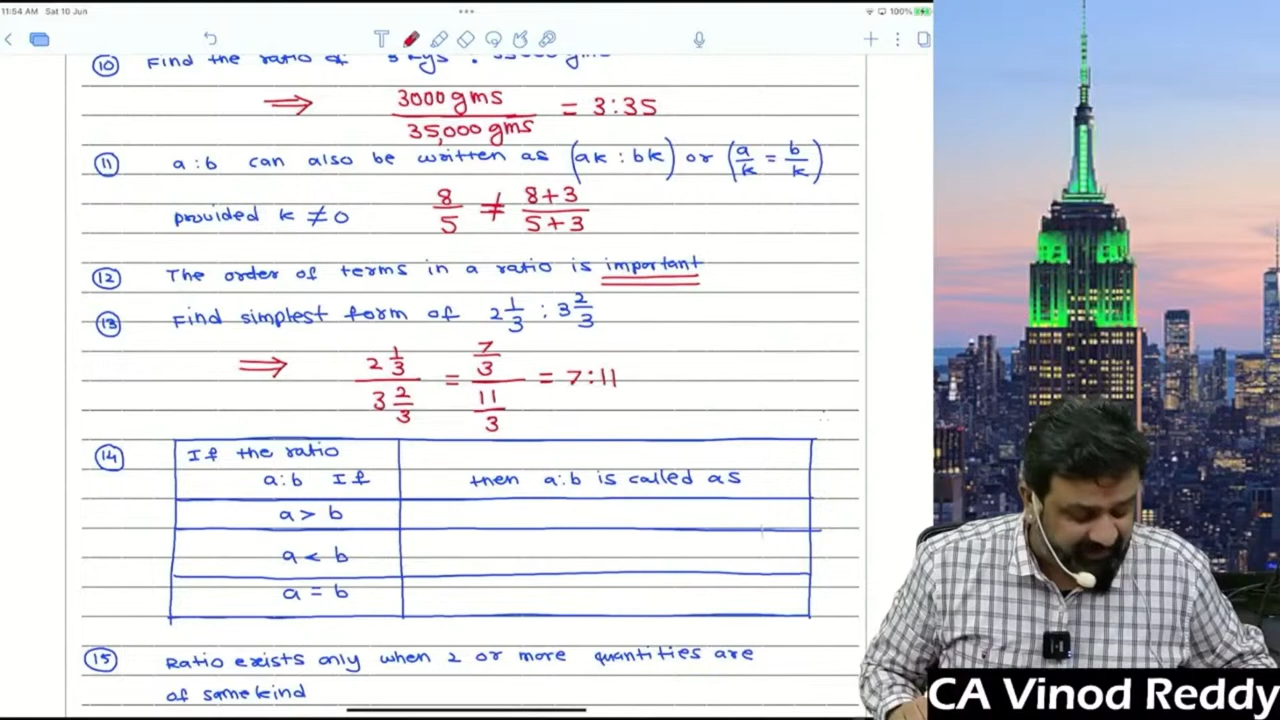 11:54 AM Sat 10 Jun
100%
⑩ Find the ratio of 3 kgs : 35000 gms
⇒ 3000 gms / 35,000 gms = 3:35
⑪ a:b can also be written as (ak : bk) or (a/k = b/k)
provided k ≠ 0 8/5 ≠ 8+3/5+3
⑫ The order of terms in a ratio is important
⑬ Find simplest form of 2 1/3 : 3 2/3
⇒ 2 1/3 / 3 2/3 = 7/3 / 11/3 = 7:11
⑭ If the ratio
a:b If then a:b is called as
a > b
a < b
a = b
⑮ Ratio exists only when 2 or more quantities are
of same kind
CA Vinod Reddy